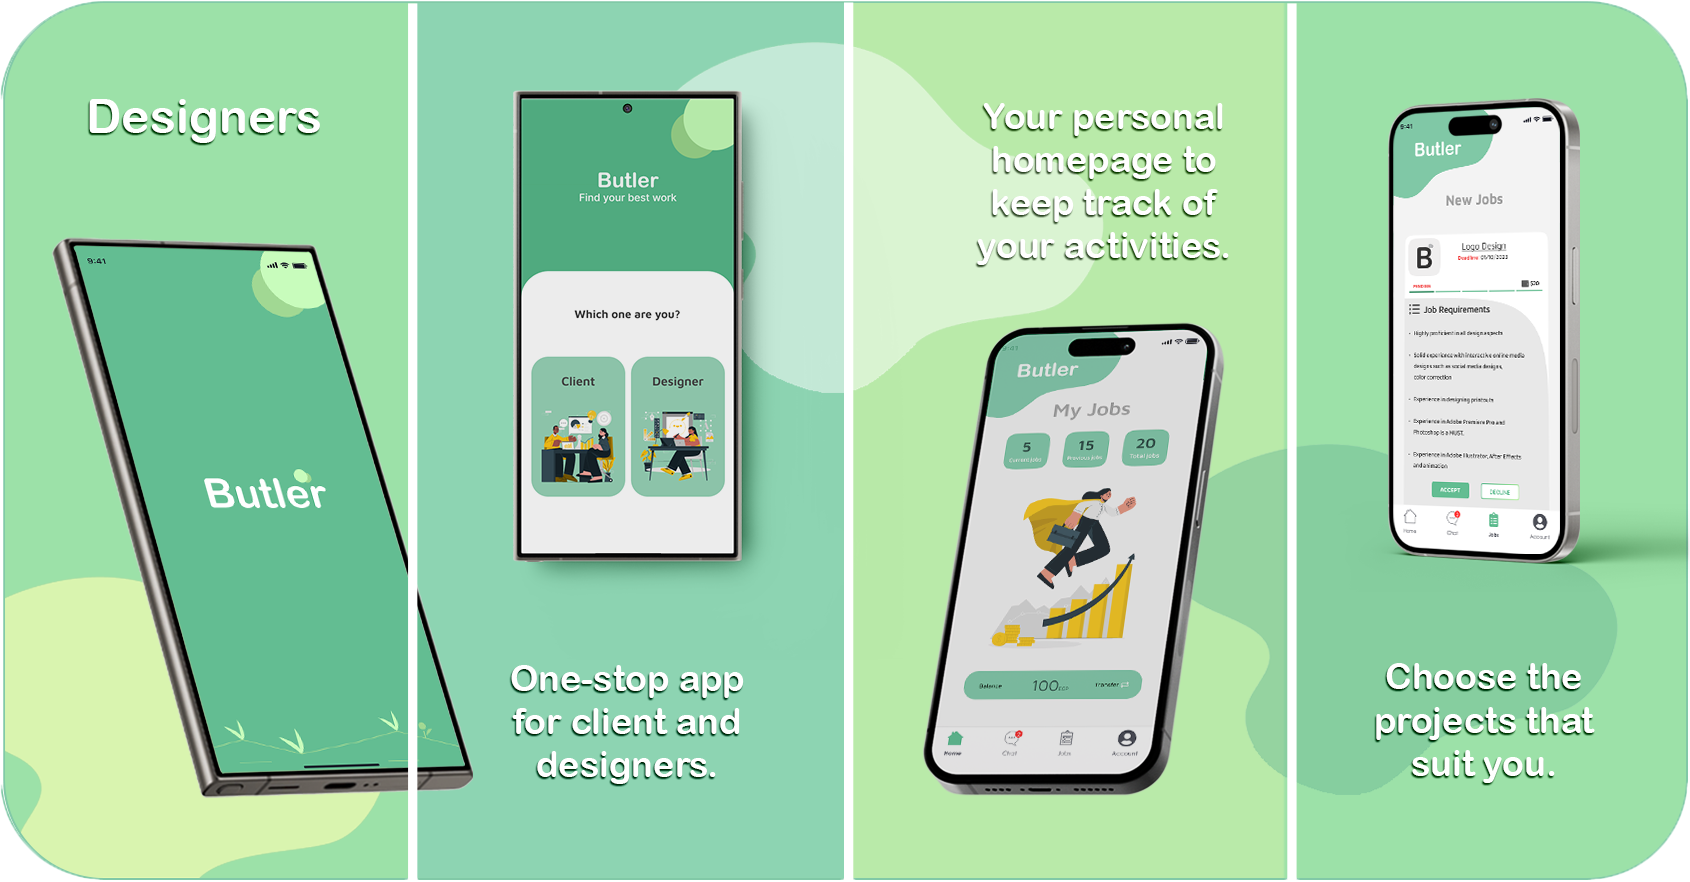 Designers
9:41
Butler
Butler
Find your best work
Which one are you?
Client
Designer
One-stop app
for client and
designers.
Your personal
homepage to
keep track of
your activities.
Butler
My Jobs
5
Current Jobs
15
Previous Jobs
20
Total Jobs
Balance
100
Transfer
Home
Chat
Jobs
Account
9:41
Butler
New Jobs
B
Logo Design
Deadline 01/10/2023
$30
Job Requirements
• Highly proficient in all design aspects
• Solid experience with interactive online media
designs such as social media designs,
color correction
• Experience in designing printouts
• Experience in Adobe Premiere Pro and
Photoshop is a MUST.
• Experience in Adobe Illustrator, After Effects
and animation
ACCEPT
DECLINE
Home
Chat
Jobs
Account
Choose the
projects that
suit you.